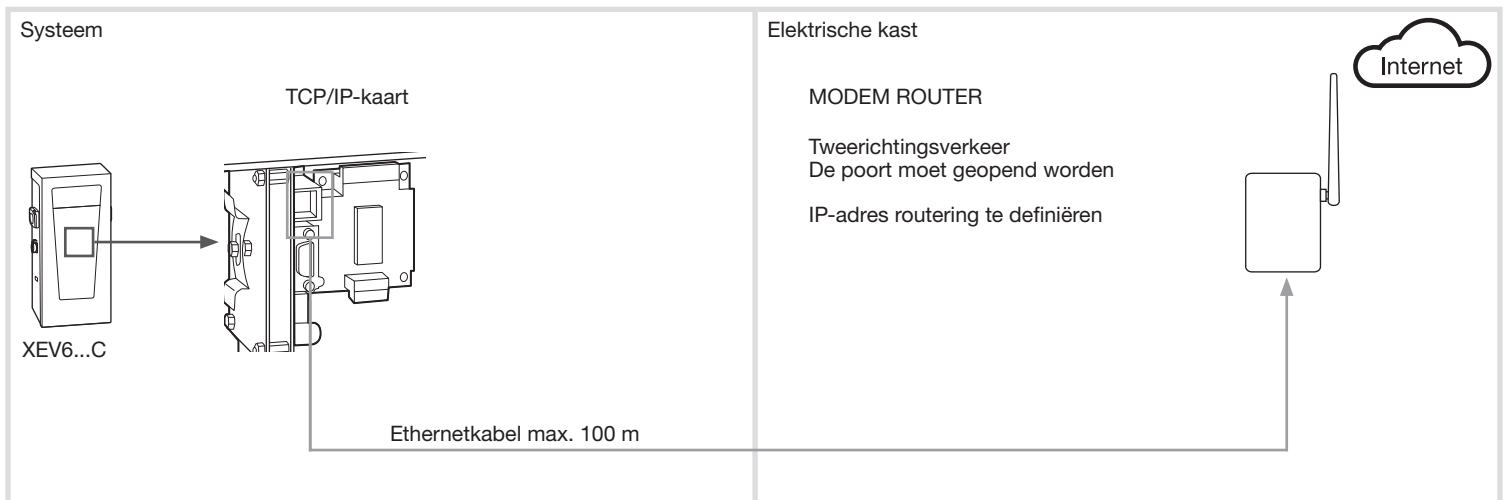 Systeem
TCP/IP-kaart
XEV6...C
Ethernetkabel max. 100 m
Elektrische kast
Internet
MODEM ROUTER
Tweerichtingsverkeer
De poort moet geopend worden
IP-adres routering te definiëren